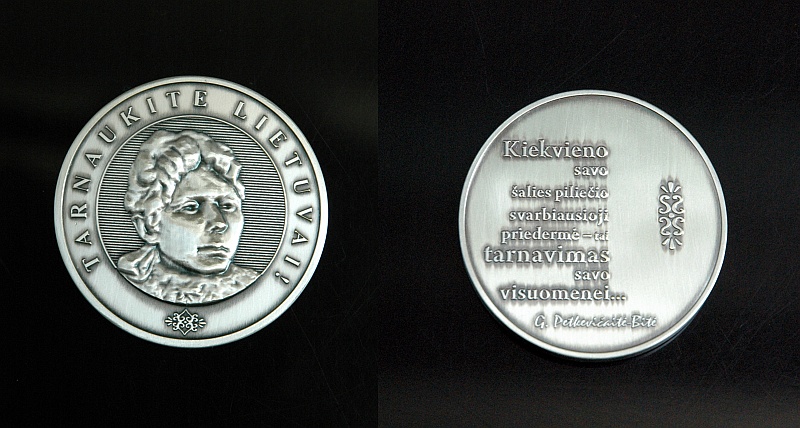 TARNAUKITE LIETUVAI!
Kiekvieno
savo
šalies piliečio
svarbiausioji
priedermė – tai
tarnavimas
savo
visuomenei...
G. Petkevičaitė-Bitė